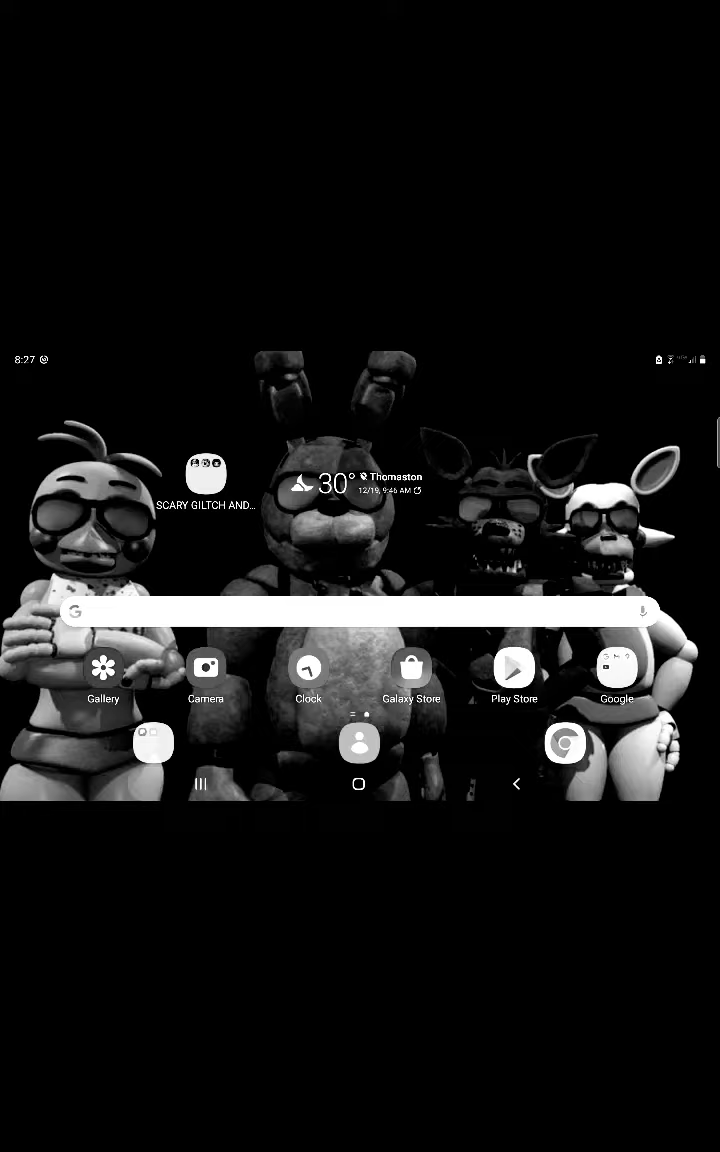 8:27
Thomaston
30°
12/19, 9:46 AM
SCARY GILTCH AND...
G
Gallery
Camera
Clock
Galaxy Store
Play Store
Google